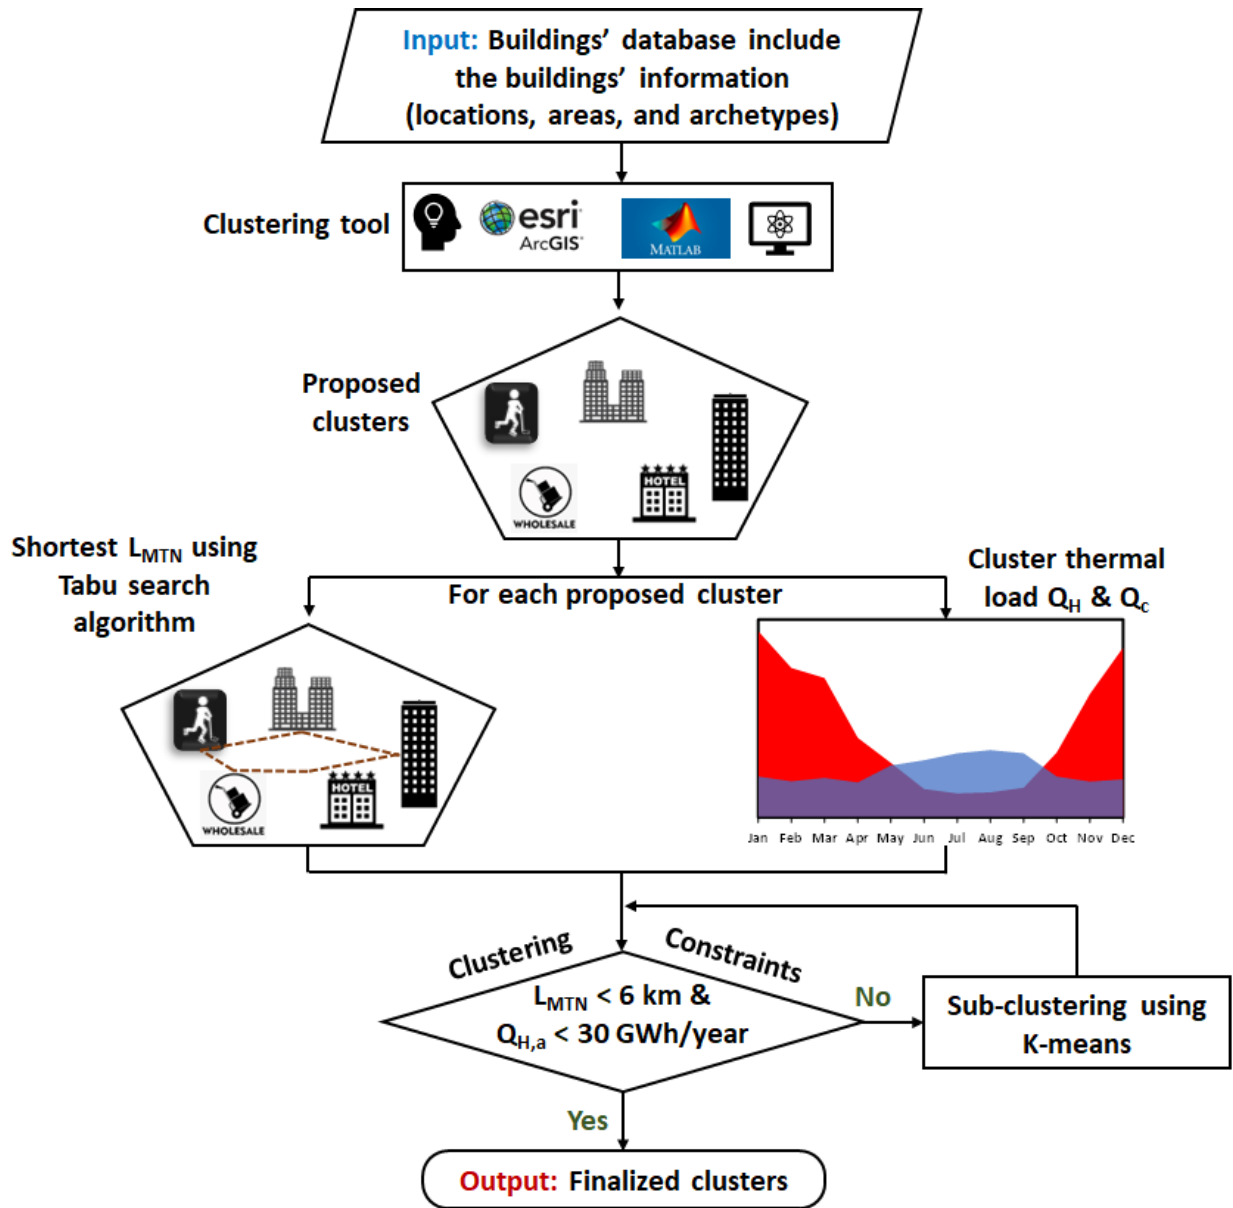 Input: Buildings’ database include
the buildings’ information
(locations, areas, and archetypes)
Clustering tool
esri
ArcGIS
MATLAB
Proposed
clusters
HOTEL
WHOLESALE
Shortest LMTN using
Tabu search
algorithm
For each proposed cluster
Cluster thermal
load QH & Qc
HOTEL
WHOLESALE
Jan Feb Mar Apr May Jun Jul Aug Sep Oct Nov Dec
Clustering Constraints
LMTN < 6 km &
QH,a < 30 GWh/year
No
Sub-clustering using
K-means
Yes
Output: Finalized clusters